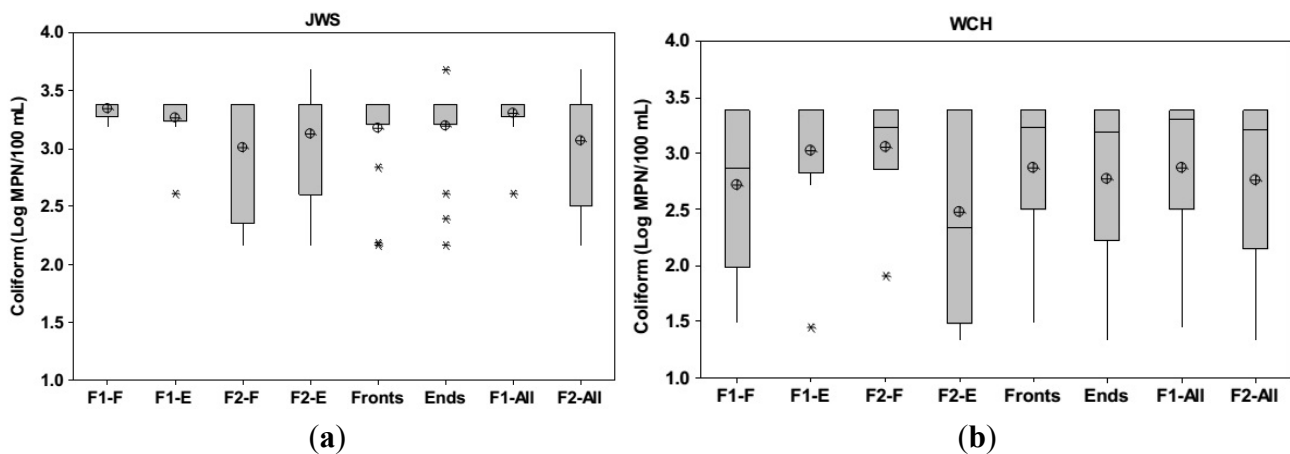 JWS
Coliform (Log MPN/100 mL)
4.0
3.5
3.0
2.5
2.0
1.5
1.0
F1-F F1-E F2-F F2-E Fronts Ends F1-All F2-All
(a)
WCH
Coliform (Log MPN/100 mL)
4.0
3.5
3.0
2.5
2.0
1.5
1.0
F1-F F1-E F2-F F2-E Fronts Ends F1-All F2-All
(b)